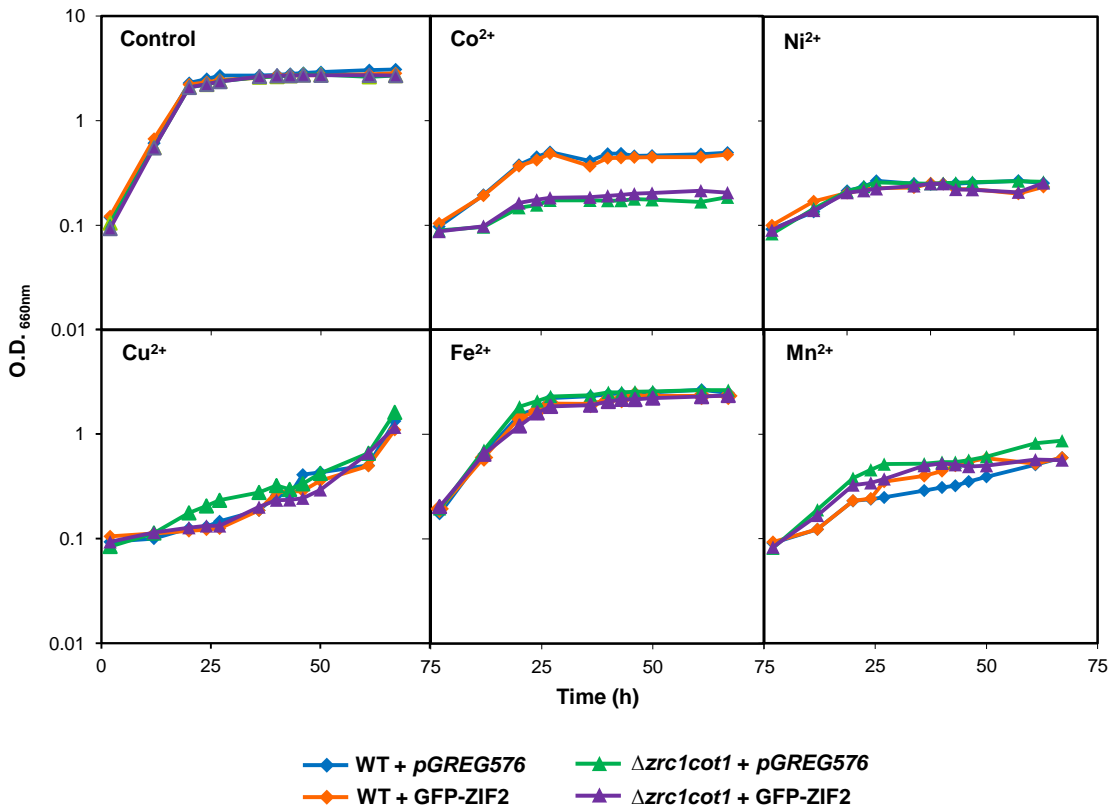 10
Control
Co²⁺
Ni²⁺
1
0.1
0.01
O.D. 660nm
Cu²⁺
Fe²⁺
Mn²⁺
1
0.1
0.01
0 25 50 75 25 50 75 25 50 75
Time (h)
WT + pGREG576
Δzrc1cot1 + pGREG576
WT + GFP-ZIF2
Δzrc1cot1 + GFP-ZIF2